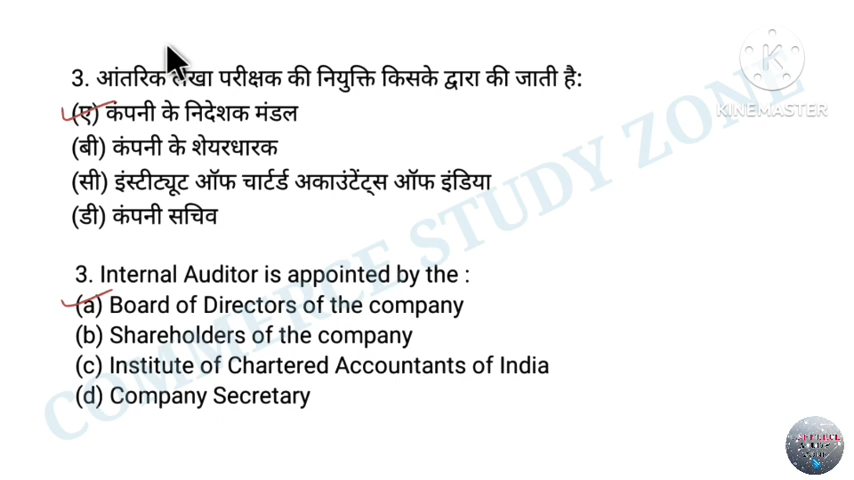 3. आंतरिक लेखा परीक्षक की नियुक्ति किसके द्वारा की जाती है:
(ए) कंपनी के निदेशक मंडल
(बी) कंपनी के शेयरधारक
(सी) इंस्टीट्यूट ऑफ चार्टर्ड अकाउंटेंट्स ऑफ इंडिया
(डी) कंपनी सचिव
3. Internal Auditor is appointed by the :
(a) Board of Directors of the company
(b) Shareholders of the company
(c) Institute of Chartered Accountants of India
(d) Company Secretary
COMMERCE STUDY ZONE
K
KINEMASTER